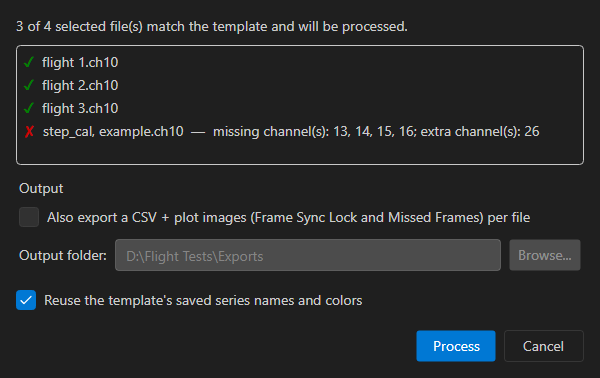 3 of 4 selected file(s) match the template and will be processed.
✓ flight 1.ch10
✓ flight 2.ch10
✓ flight 3.ch10
✗ step_cal, example.ch10 — missing channel(s): 13, 14, 15, 16; extra channel(s): 26
Output
Also export a CSV + plot images (Frame Sync Lock and Missed Frames) per file
Output folder: D:\Flight Tests\Exports Browse...
Reuse the template's saved series names and colors
Process Cancel